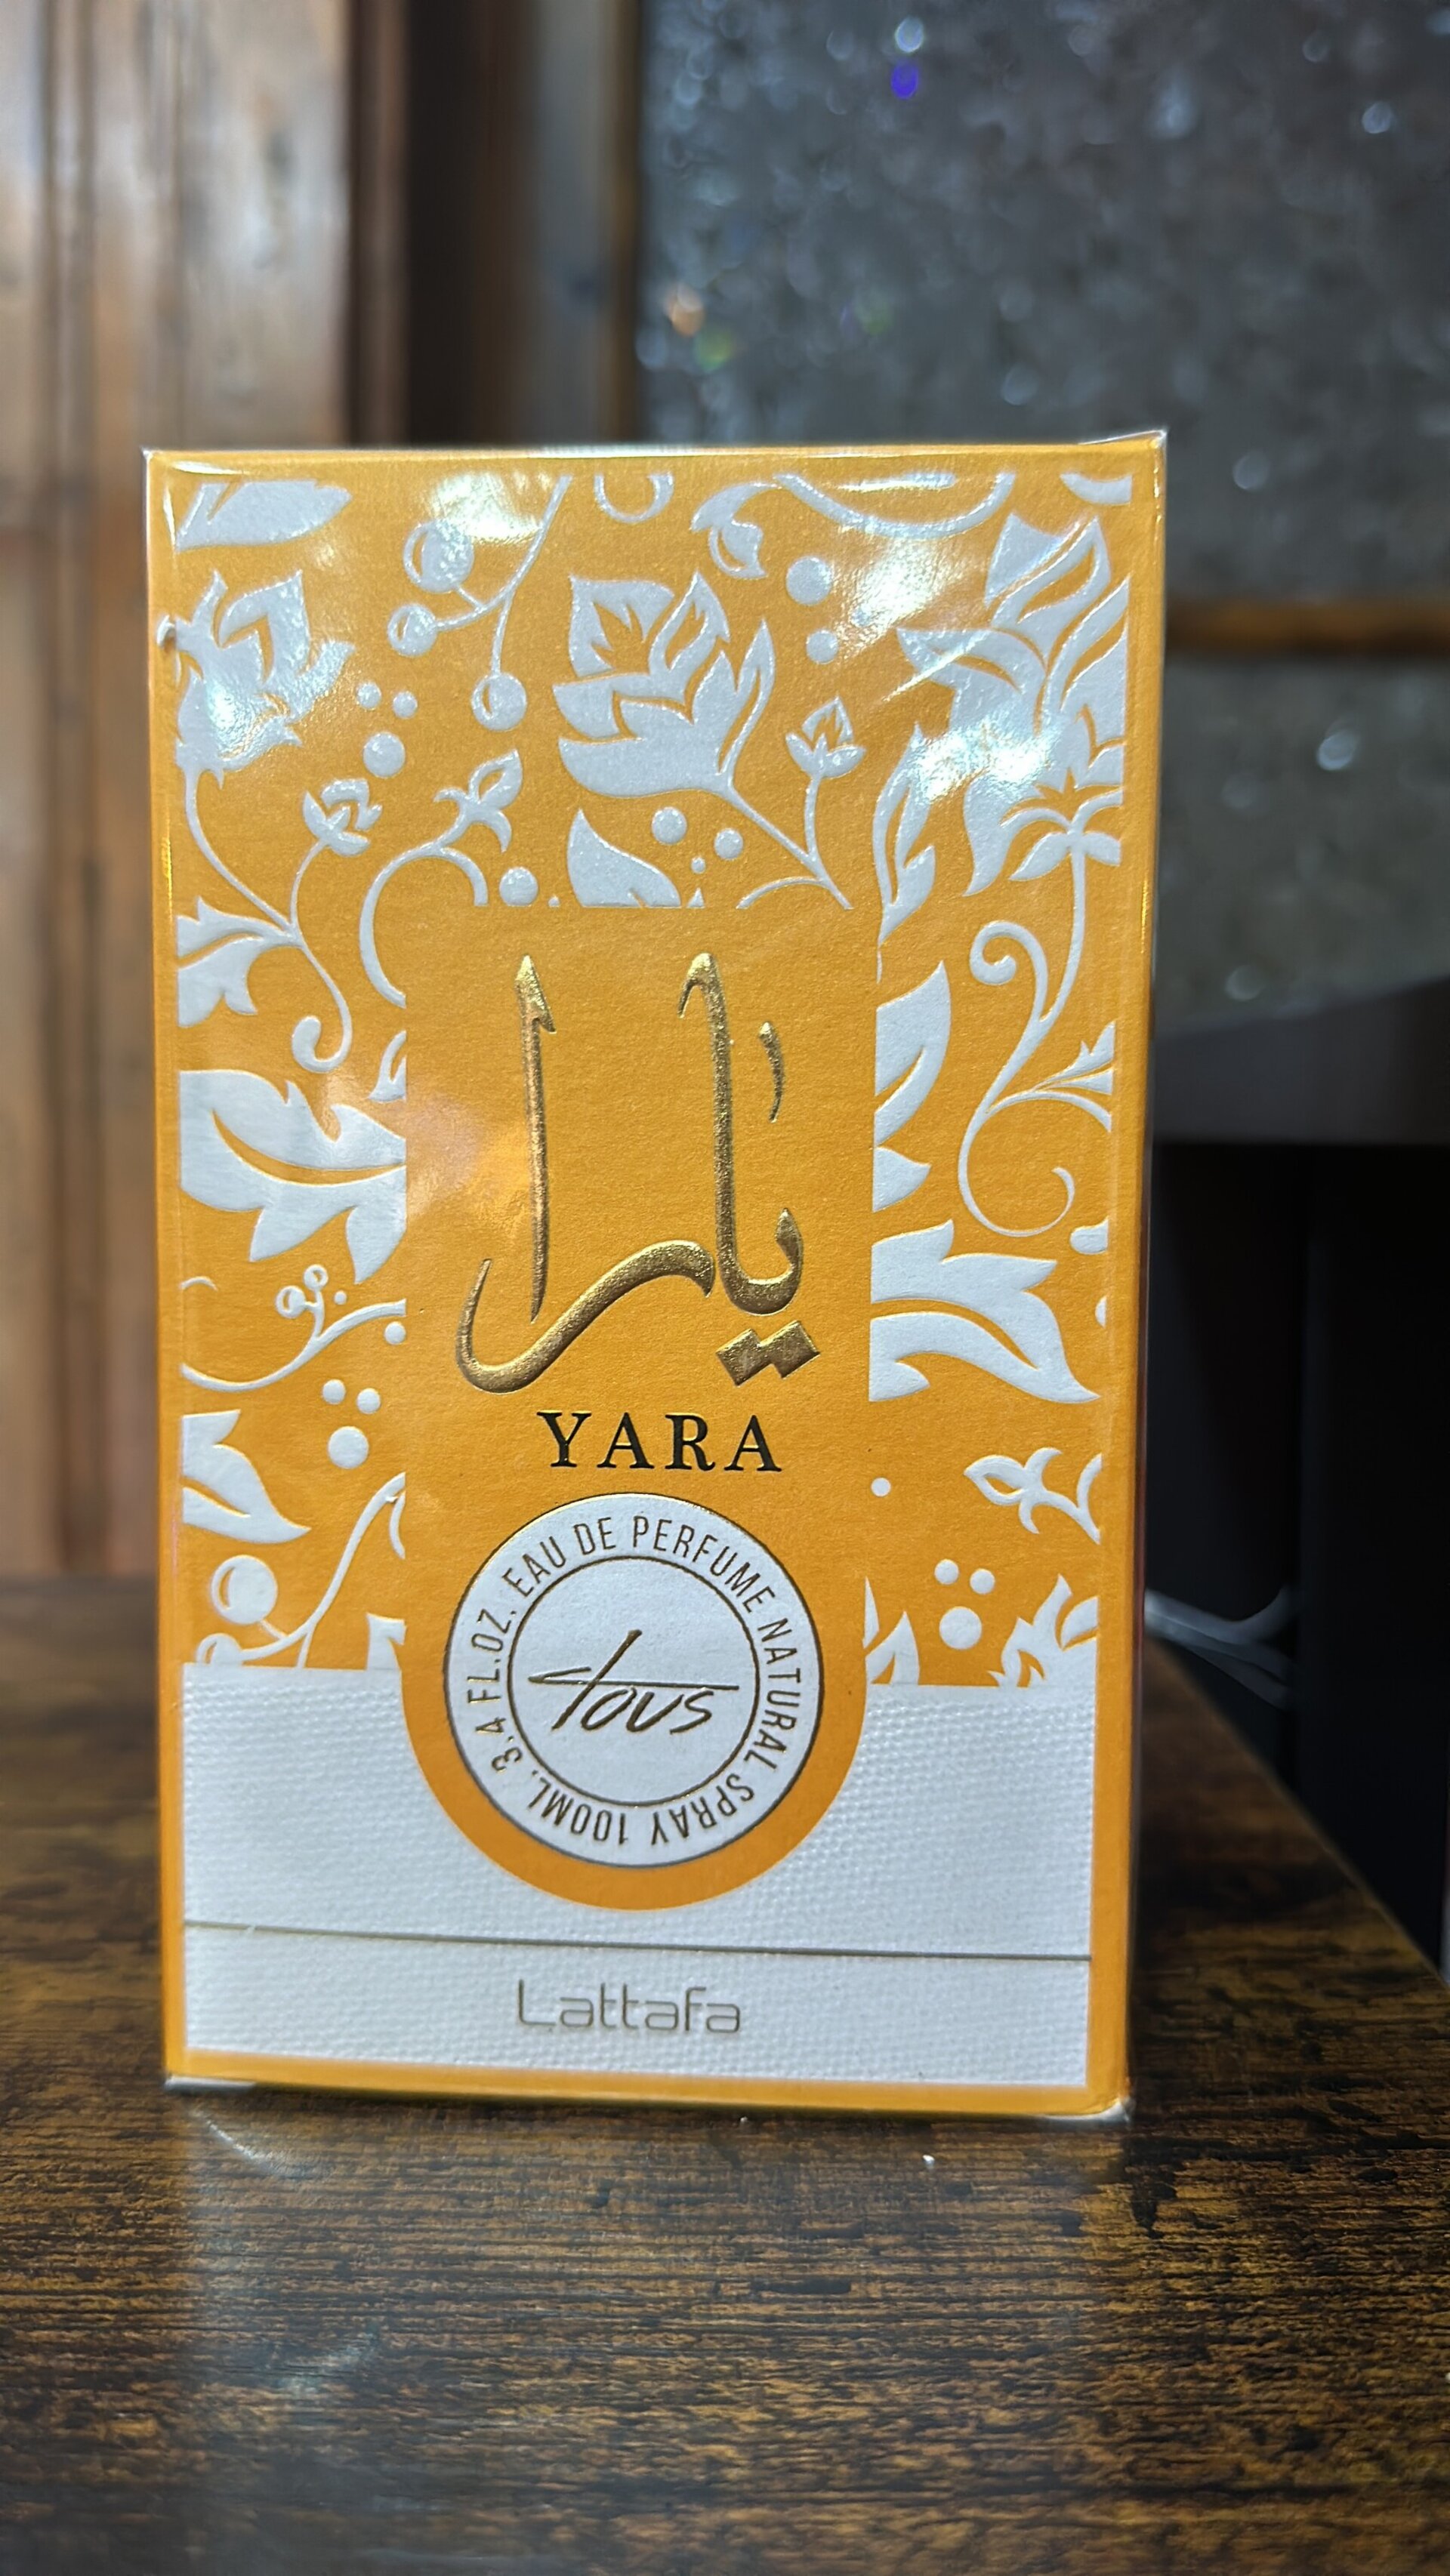 يارا
YARA
EAU DE PERFUME NATURAL SPRAY 100ML, 3.4 FL.OZ.
tous
Lattafa